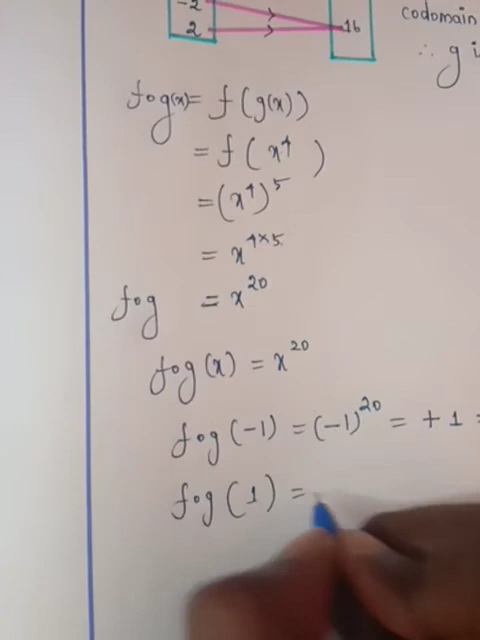 -2
2
16
codomain
∴ g i
fog(x) = f(g(x))
= f(x⁴ )
= (x⁴)⁵
= x⁴ˣ⁵
fog = x²⁰
fog(x) = x²⁰
fog(-1) = (-1)²⁰ = +1 =
fog(1) =